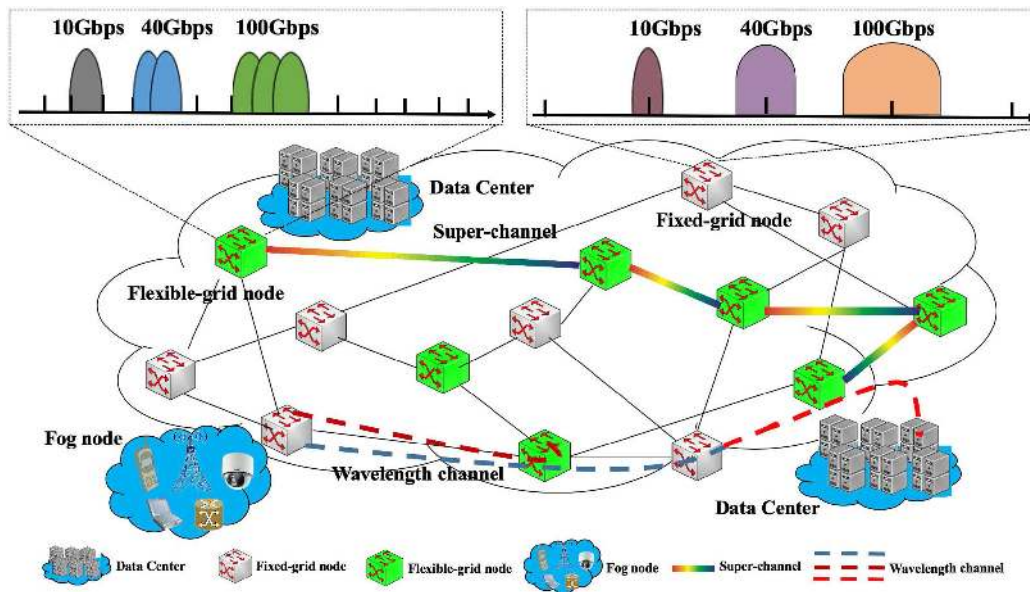 10Gbps 40Gbps 100Gbps
10Gbps 40Gbps 100Gbps
Data Center
Fixed-grid node
Super-channel
Flexible-grid node
Fog node
Wavelength channel
Data Center
Data Center Fixed-grid node Flexible-grid node Fog node Super-channel Wavelength channel